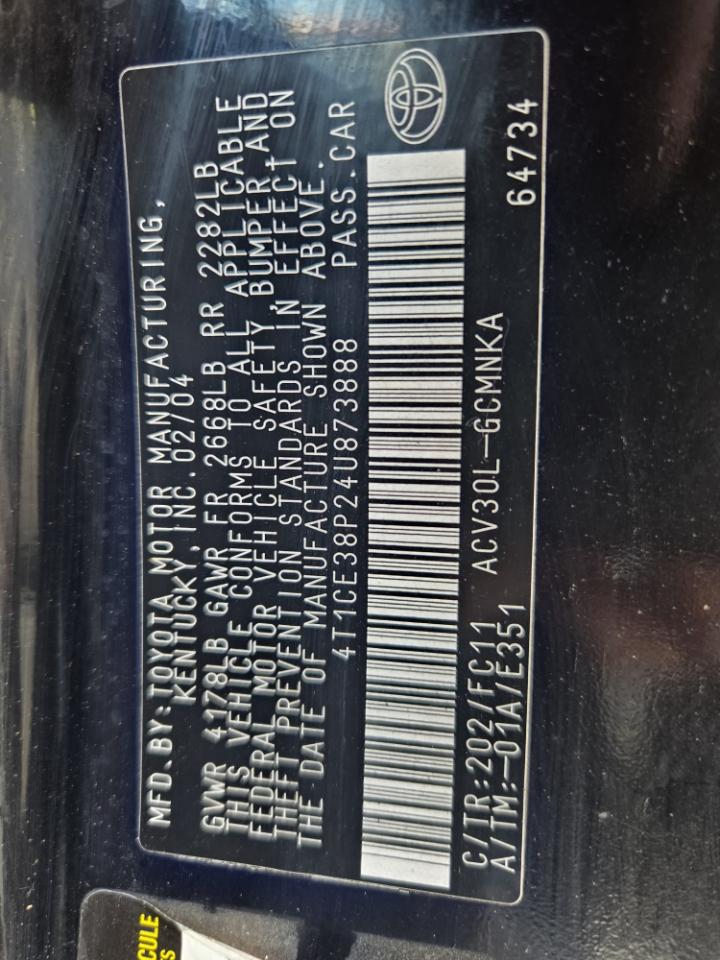 MFD.BY:TOYOTA MOTOR MANUFACTURING,
KENTUCKY, INC.02/04
GVWR 4178LB GAWR FR 2668LB RR 2282LB
THIS VEHICLE CONFORMS TO ALL APPLICABLE
FEDERAL MOTOR VEHICLE SAFETY, BUMPER AND
THEFT PREVENTION STANDARDS IN EFFECT ON
THE DATE OF MANUFACTURE SHOWN ABOVE.
4T1CE38P24U873888 PASS.CAR
C/TR:202/FC11 ACV30L-GCMNKA
A/TM:-01A/E351 64734